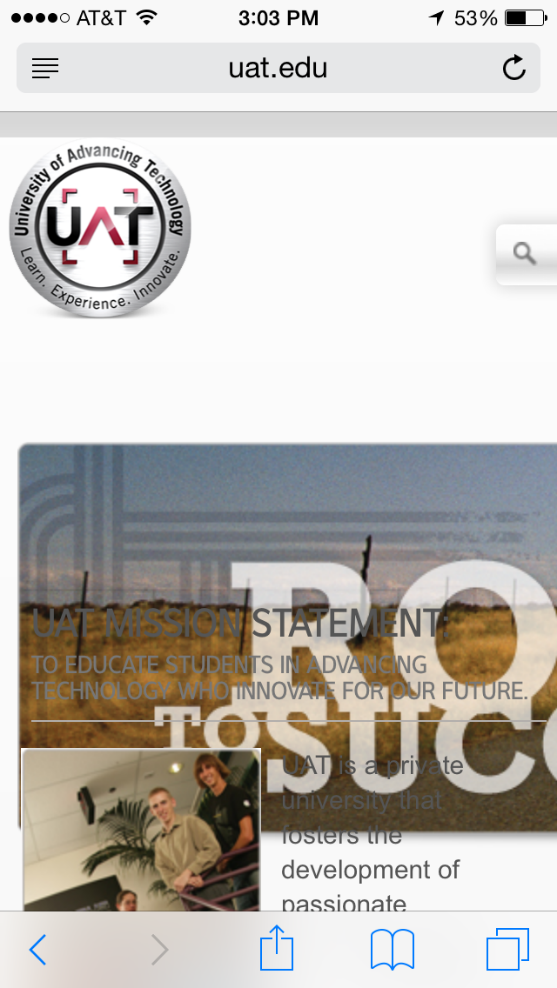 AT&T
3:03 PM
53%
uat.edu
University of Advancing Technology
UAT
Learn. Experience. Innovate.
RO
TO SUCC
UAT MISSION STATEMENT:
TO EDUCATE STUDENTS IN ADVANCING
TECHNOLOGY WHO INNOVATE FOR OUR FUTURE.
UAT is a private
university that
fosters the
development of
passionate